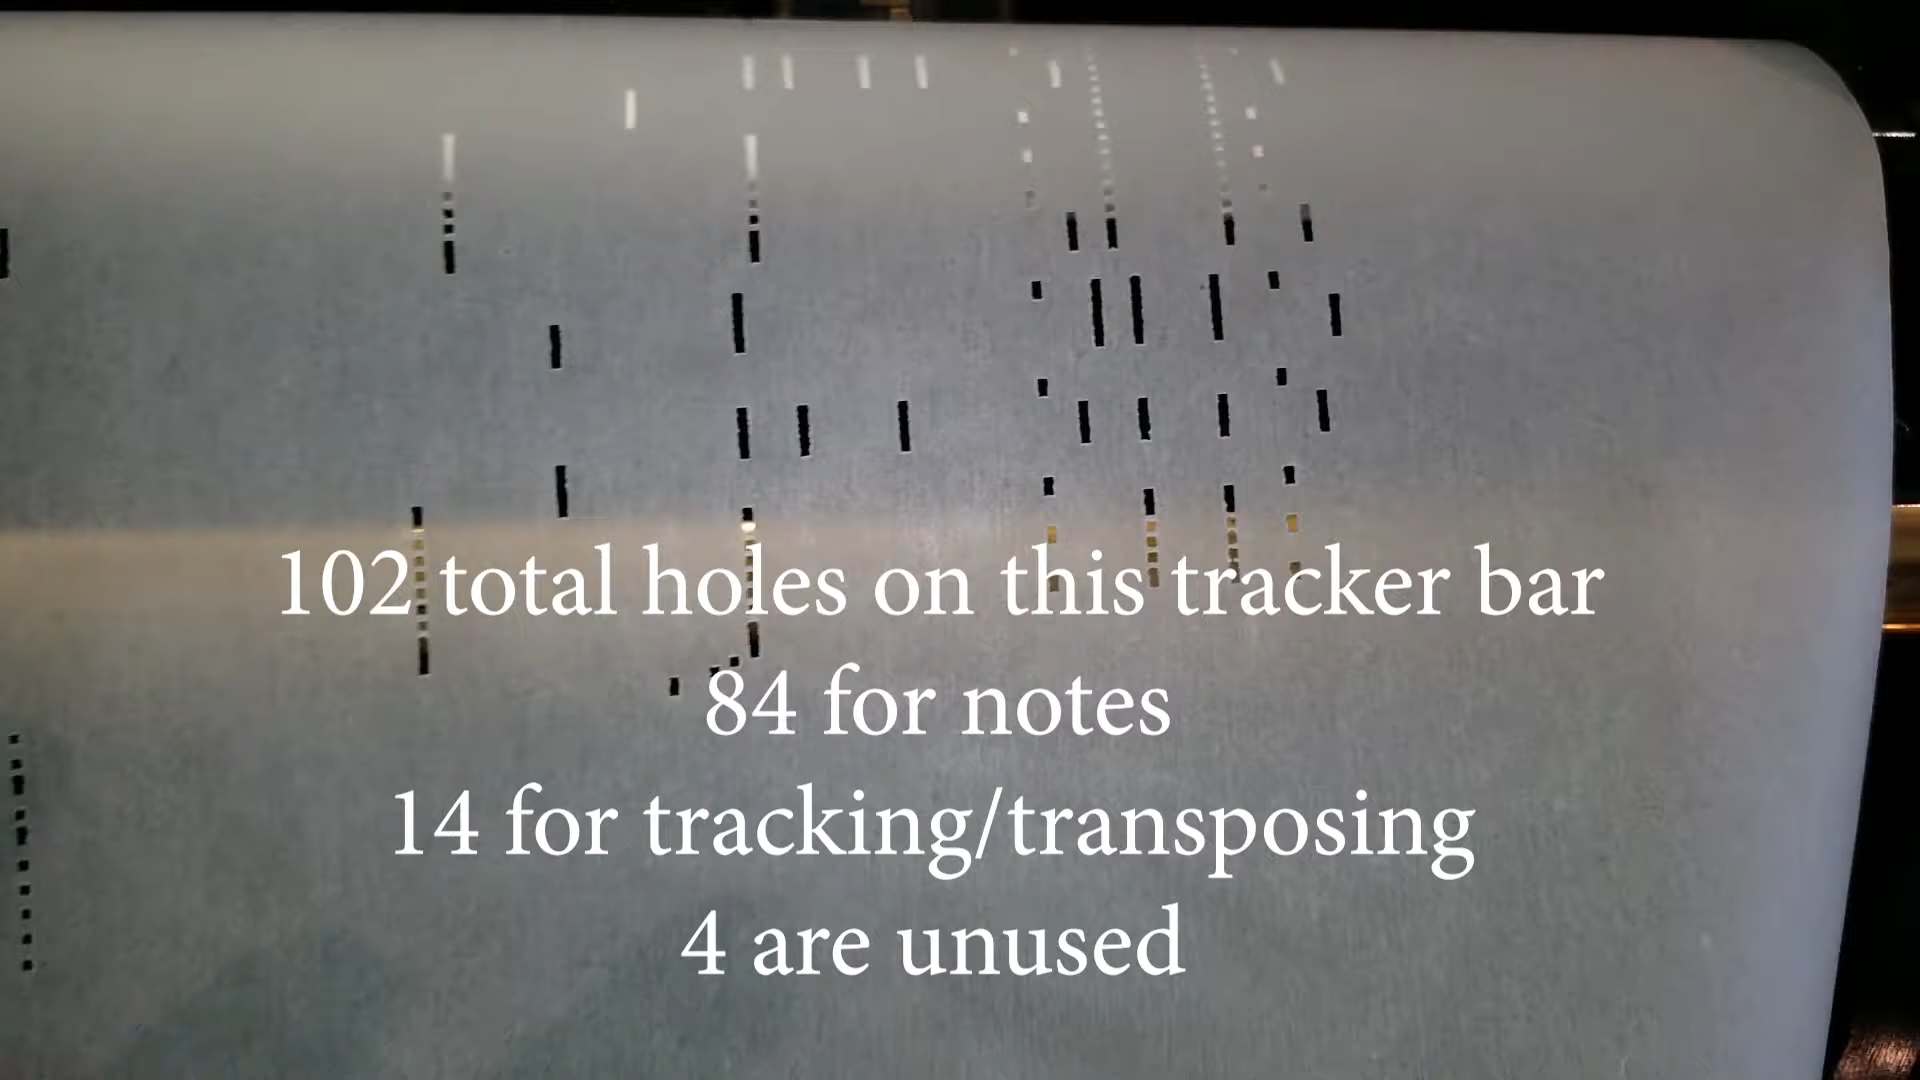 102 total holes on this tracker bar
84 for notes
14 for tracking/transposing
4 are unused